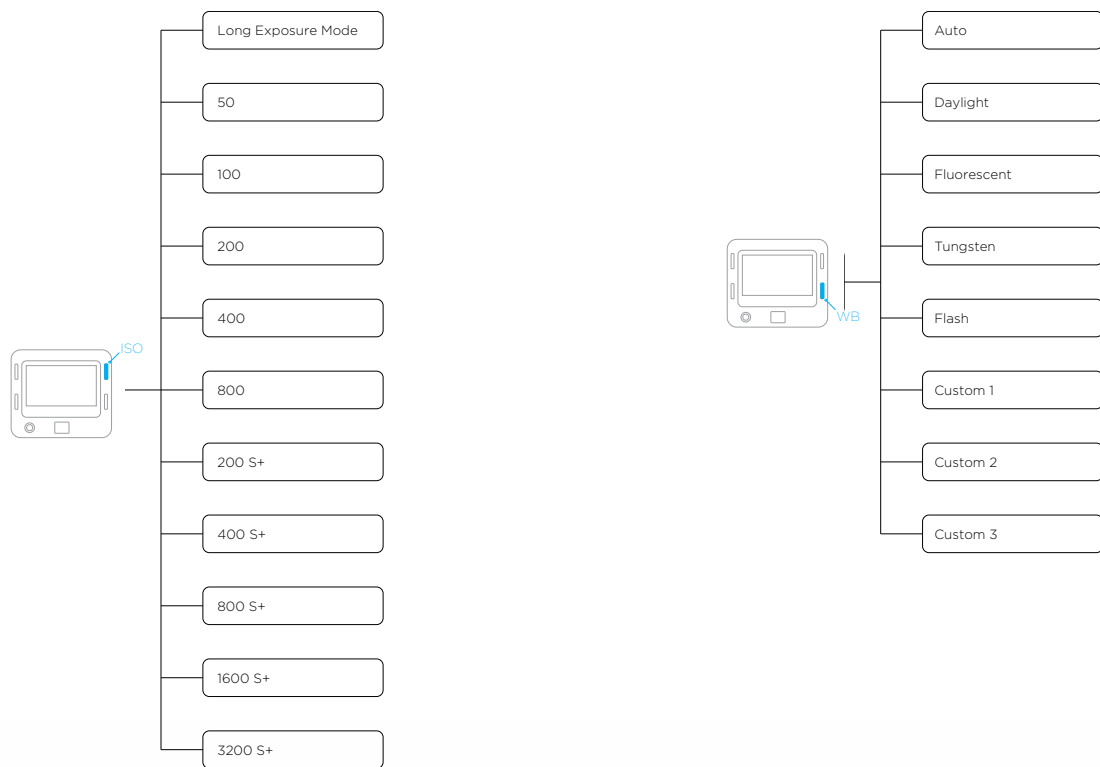 Long Exposure Mode
50
100
200
400
ISO
800
200 S+
400 S+
800 S+
1600 S+
3200 S+
Auto
Daylight
Fluorescent
Tungsten
WB
Flash
Custom 1
Custom 2
Custom 3